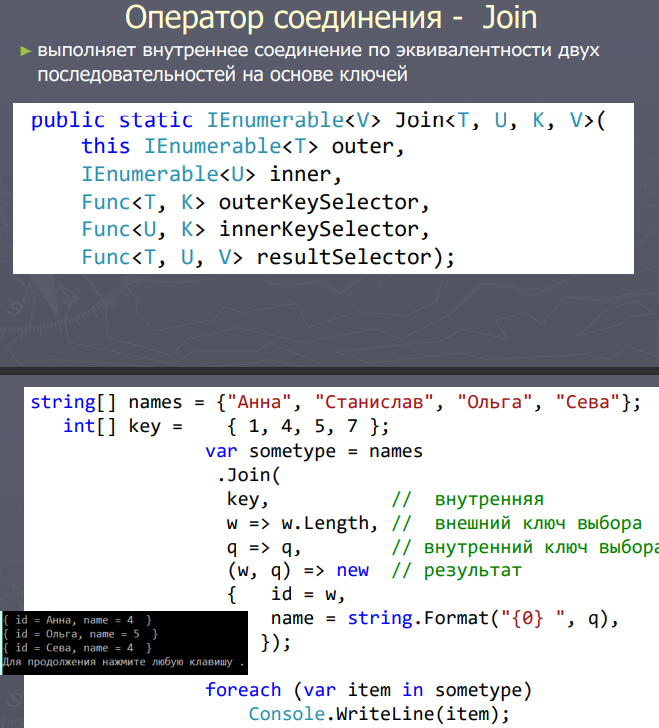 Оператор соединения - Join
выполняет внутреннее соединение по эквивалентности двух
последовательностей на основе ключей
public static IEnumerable<V> Join<T, U, K, V>(
this IEnumerable<T> outer,
IEnumerable<U> inner,
Func<T, K> outerKeySelector,
Func<U, K> innerKeySelector,
Func<T, U, V> resultSelector);
string[] names = {"Анна", "Станислав", "Ольга", "Сева"};
int[] key = { 1, 4, 5, 7 };
var sometype = names
.Join(
key, // внутренняя
w => w.Length, // внешний ключ выбора
q => q, // внутренний ключ выбора
(w, q) => new // результат
{ id = w,
name = string.Format("{0} ", q),
});
{ id = Анна, name = 4 }
{ id = Ольга, name = 5 }
{ id = Сева, name = 4 }
Для продолжения нажмите любую клавишу .
foreach (var item in sometype)
Console.WriteLine(item);